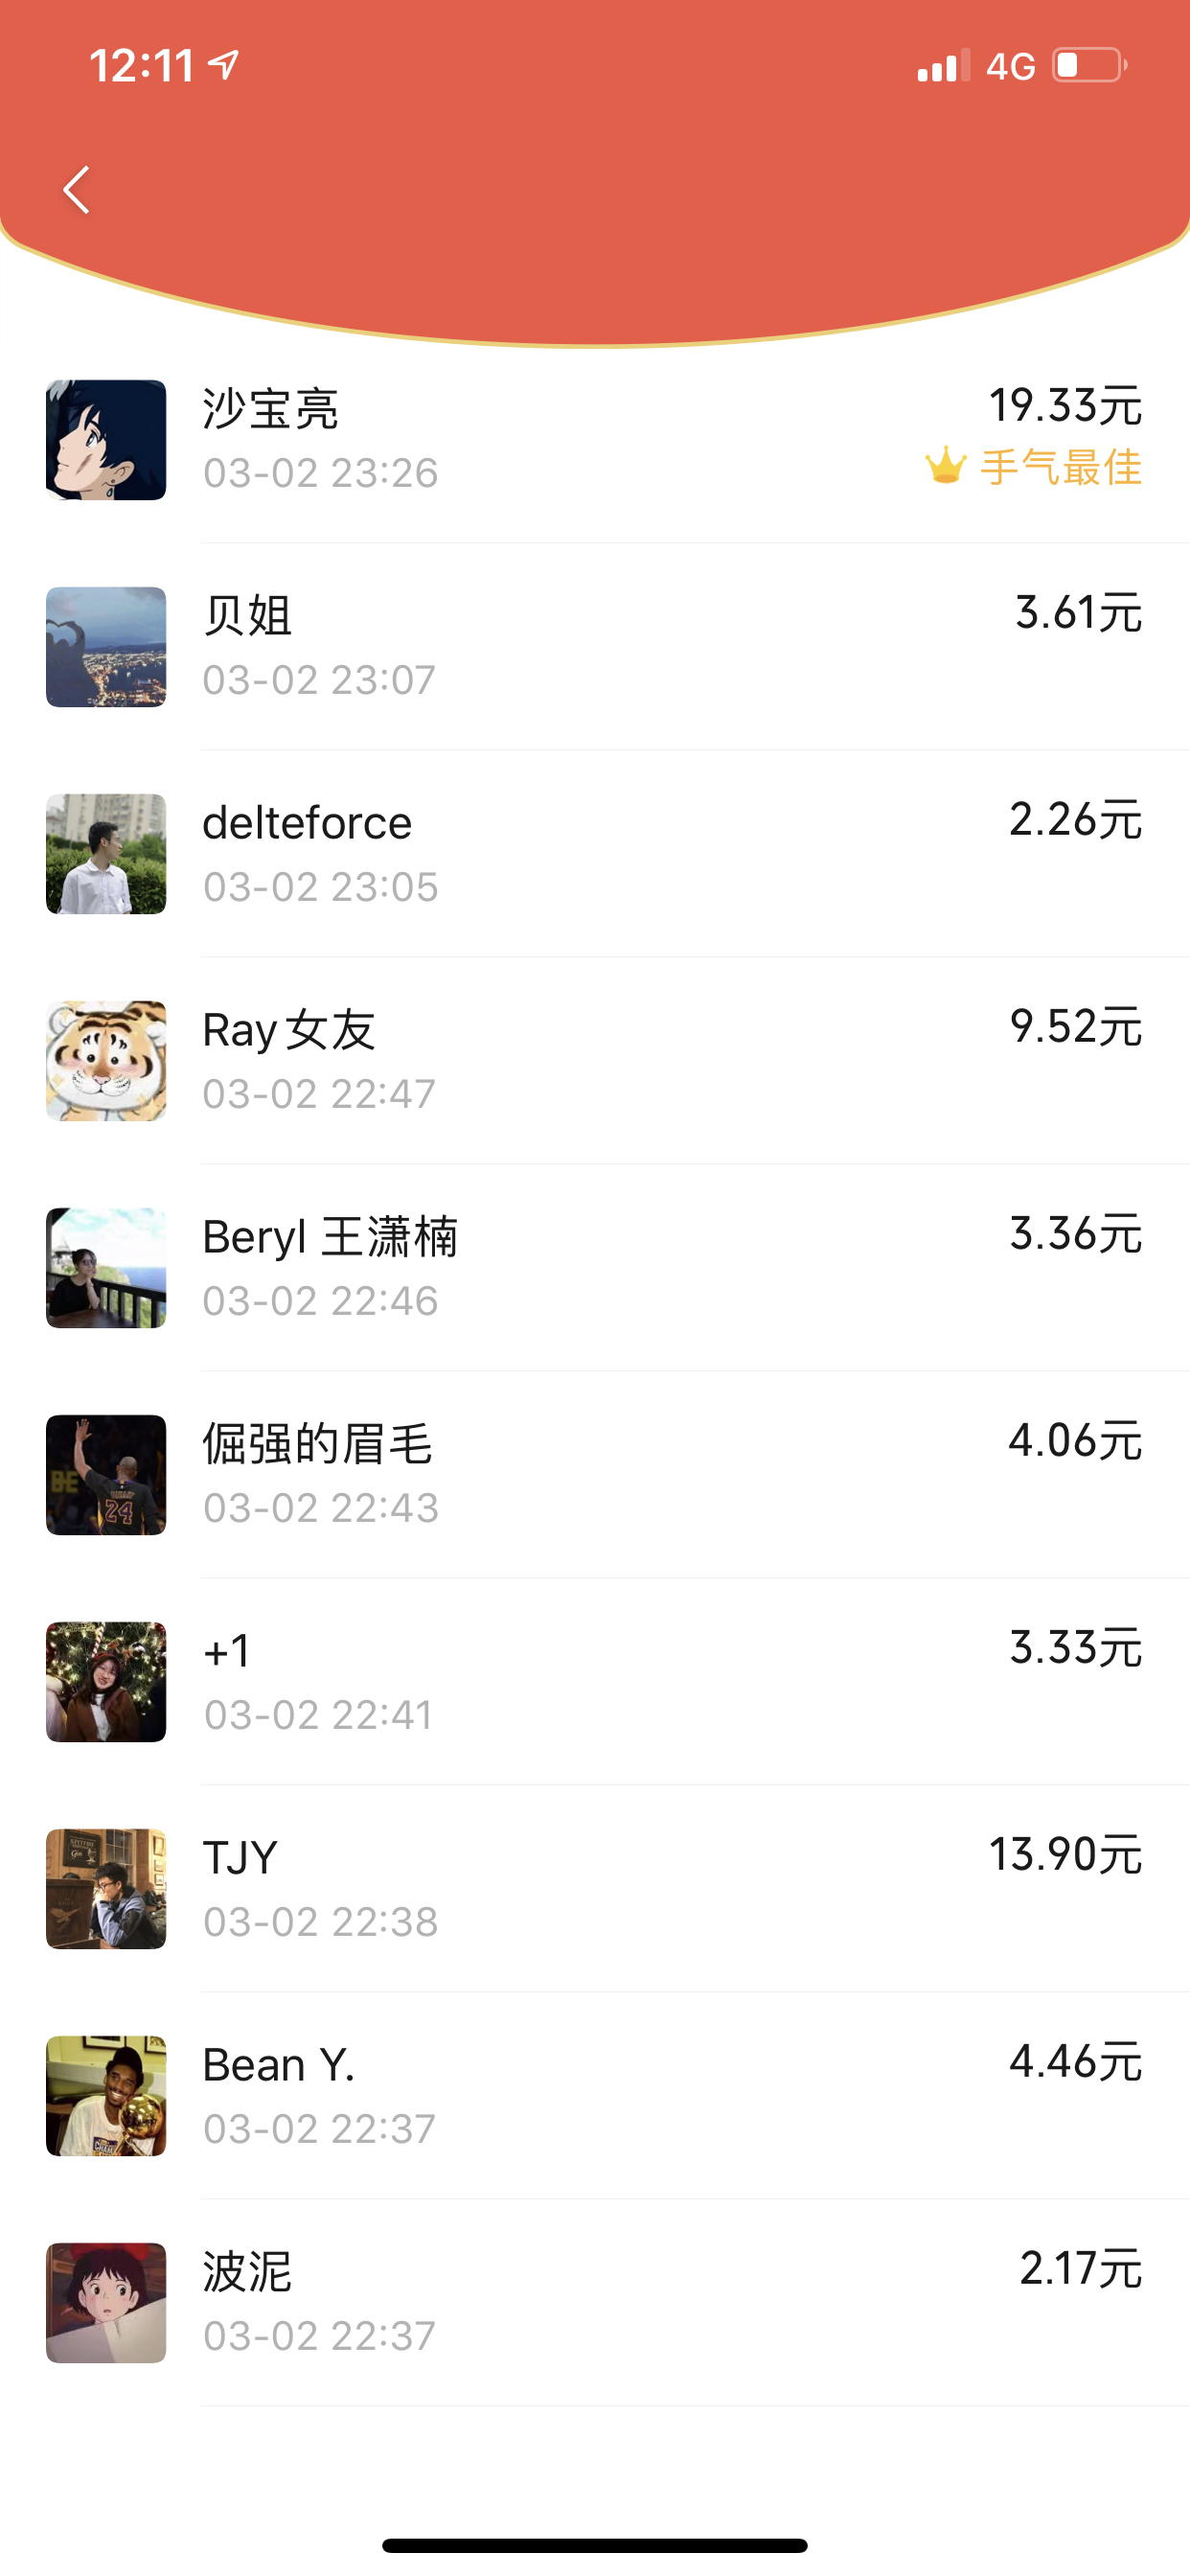 12:11 4G
沙宝亮 19.33元
03-02 23:26 手气最佳
贝姐 3.61元
03-02 23:07
delteforce 2.26元
03-02 23:05
Ray女友 9.52元
03-02 22:47
Beryl 王潇楠 3.36元
03-02 22:46
倔强的眉毛 4.06元
03-02 22:43
+1 3.33元
03-02 22:41
TJY 13.90元
03-02 22:38
Bean Y. 4.46元
03-02 22:37
波泥 2.17元
03-02 22:37
BE
24